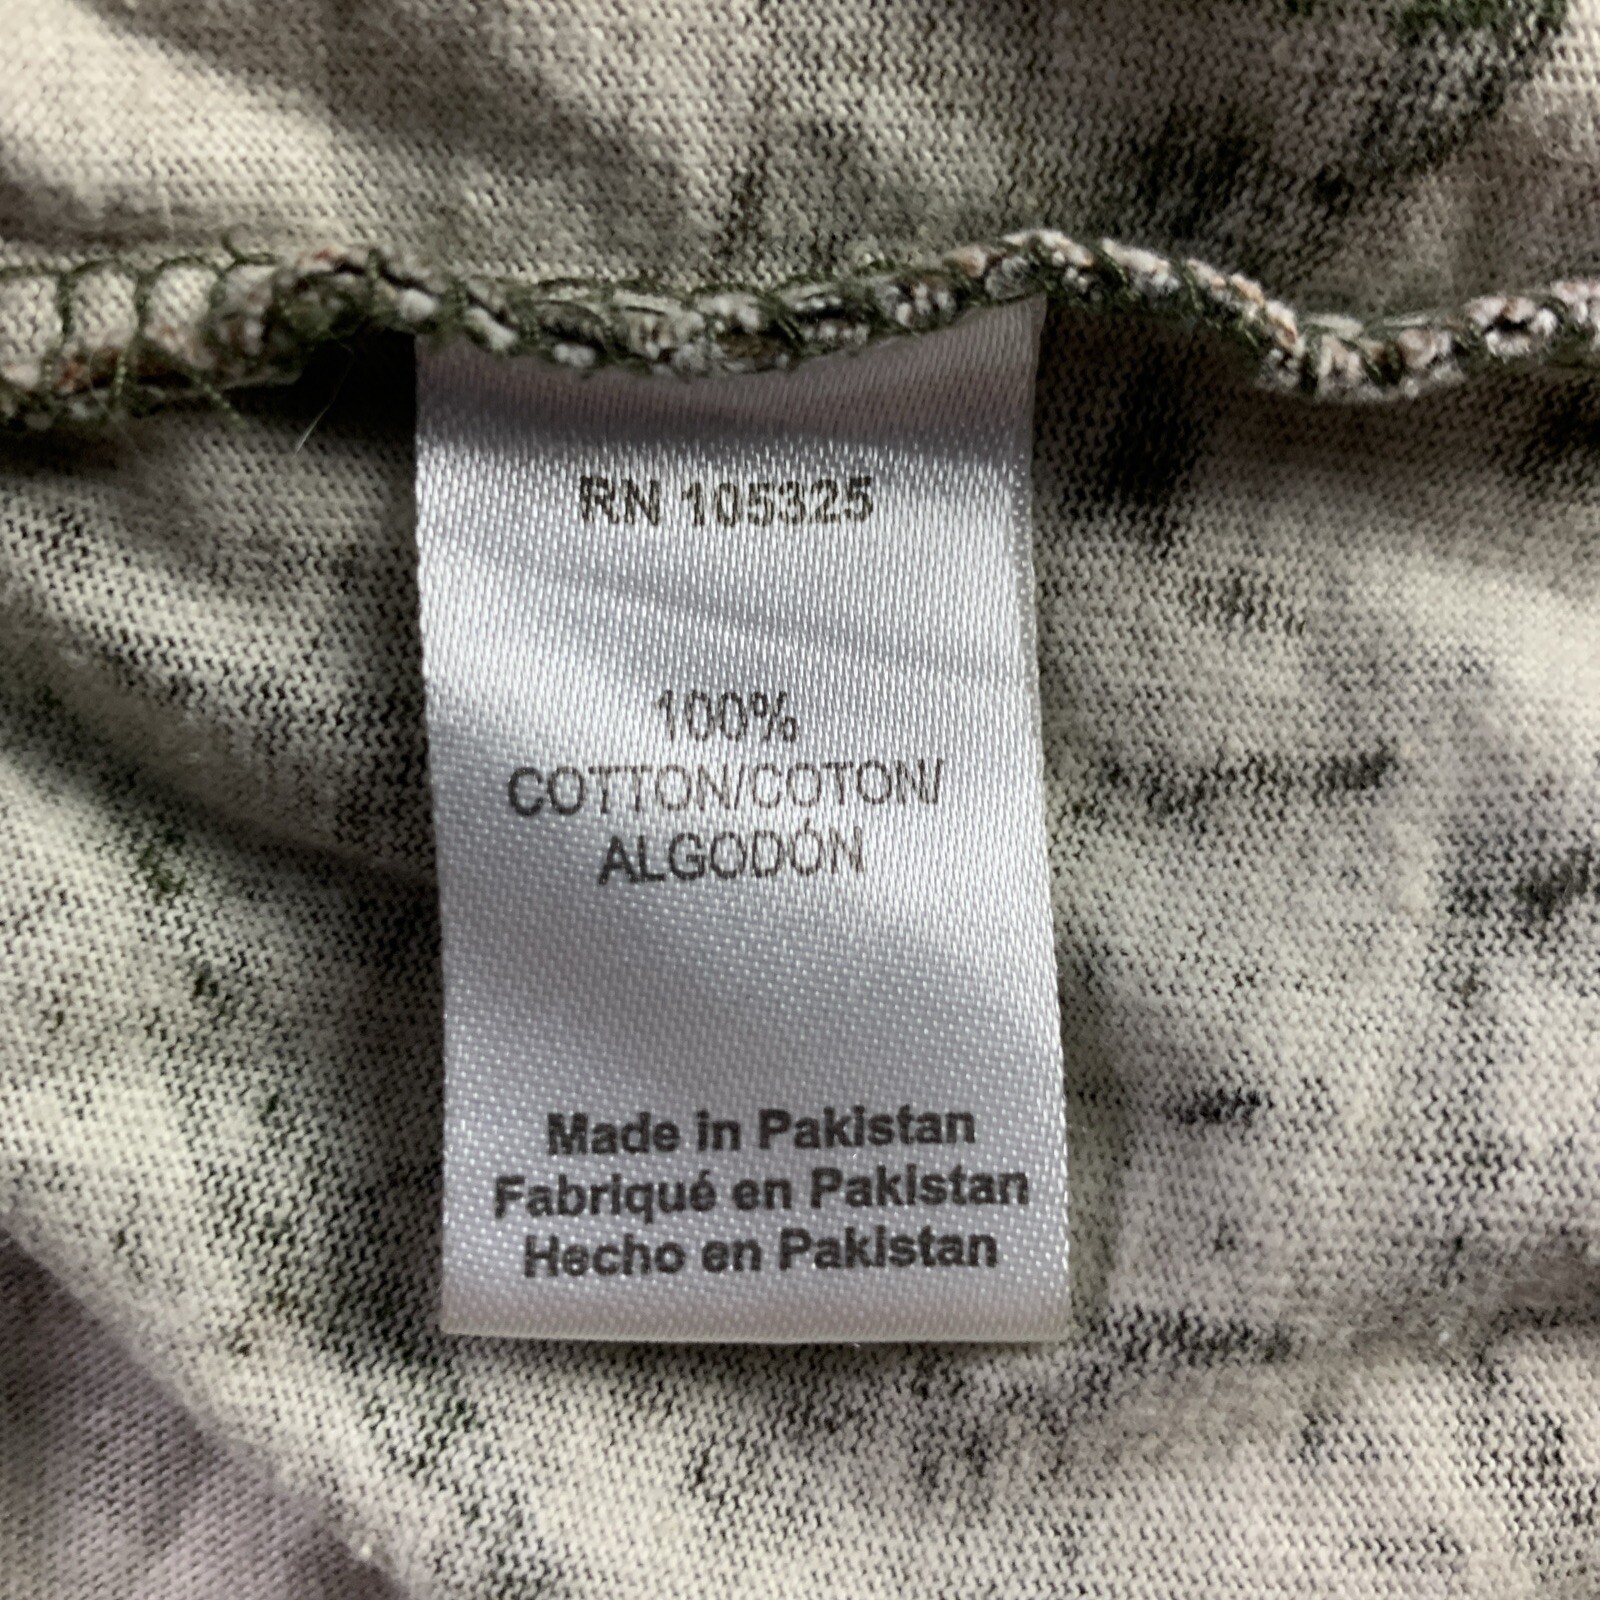 RN 105325
100%
COTTON/COTON/
ALGODÓN
Made in Pakistan
Fabriqué en Pakistan
Hecho en Pakistan